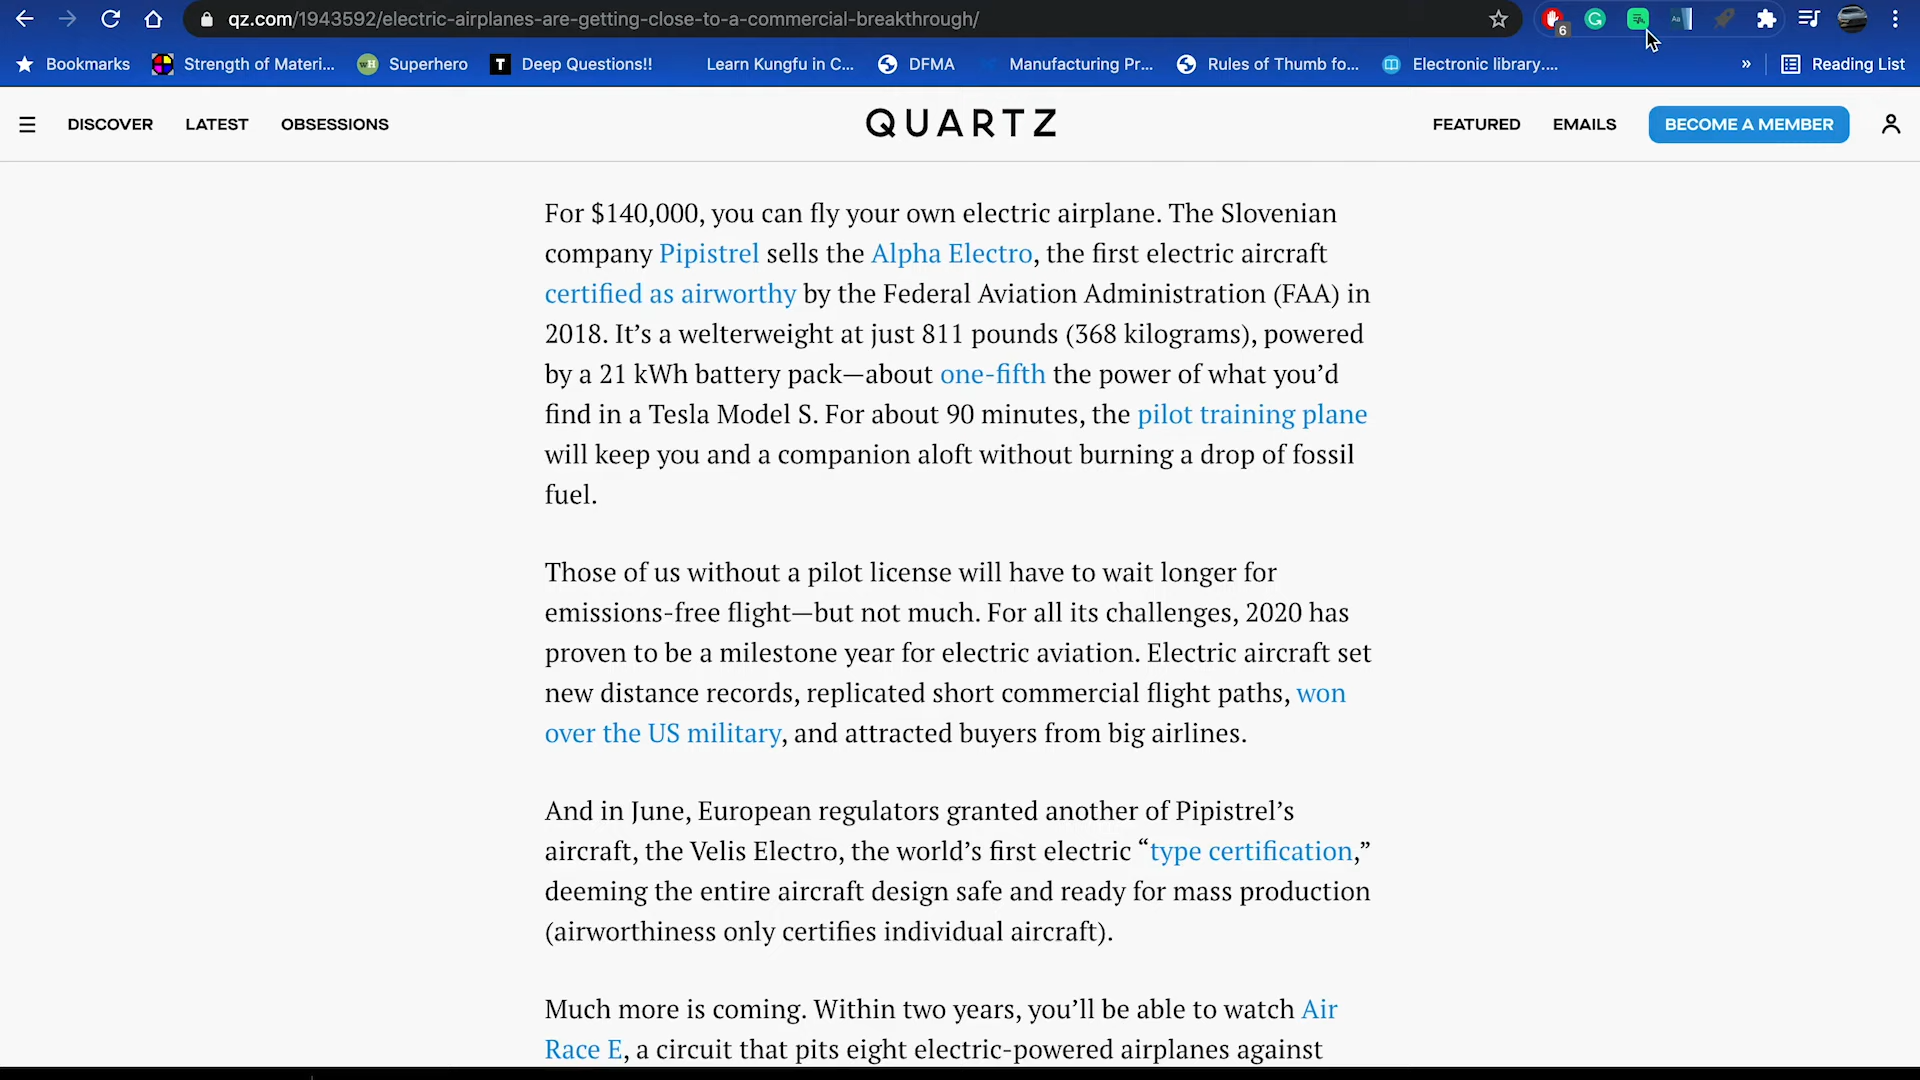 qz.com/1943592/electric-airplanes-are-getting-close-to-a-commercial-breakthrough/
6
Bookmarks
Strength of Materi...
wH
Superhero
T
Deep Questions!!
Learn Kungfu in C...
DFMA
Manufacturing Pr...
Rules of Thumb fo...
Electronic library....
»
Reading List
DISCOVER
LATEST
OBSESSIONS
QUARTZ
FEATURED
EMAILS
BECOME A MEMBER
For $140,000, you can fly your own electric airplane. The Slovenian
company Pipistrel sells the Alpha Electro, the first electric aircraft
certified as airworthy by the Federal Aviation Administration (FAA) in
2018. It’s a welterweight at just 811 pounds (368 kilograms), powered
by a 21 kWh battery pack—about one-fifth the power of what you’d
find in a Tesla Model S. For about 90 minutes, the pilot training plane
will keep you and a companion aloft without burning a drop of fossil
fuel.
Those of us without a pilot license will have to wait longer for
emissions-free flight—but not much. For all its challenges, 2020 has
proven to be a milestone year for electric aviation. Electric aircraft set
new distance records, replicated short commercial flight paths, won
over the US military, and attracted buyers from big airlines.
And in June, European regulators granted another of Pipistrel’s
aircraft, the Velis Electro, the world’s first electric “type certification,”
deeming the entire aircraft design safe and ready for mass production
(airworthiness only certifies individual aircraft).
Much more is coming. Within two years, you’ll be able to watch Air
Race E, a circuit that pits eight electric-powered airplanes against